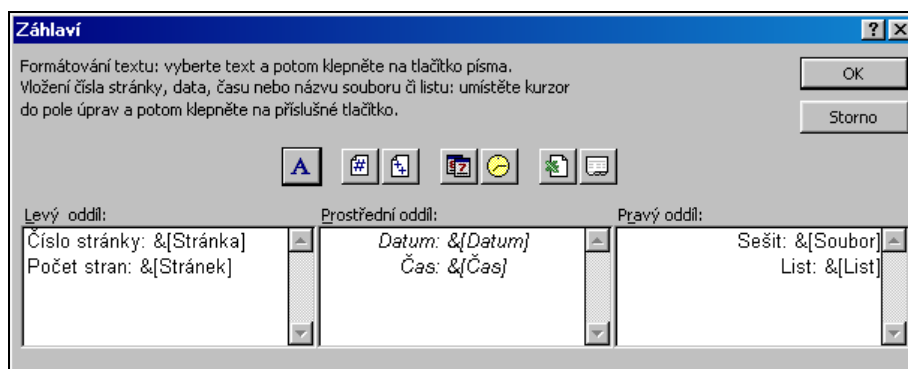 Záhlaví
Formátování textu: vyberte text a potom klepněte na tlačítko písma.
Vložení čísla stránky, data, času nebo názvu souboru či listu: umístěte kurzor
do pole úprav a potom klepněte na příslušné tlačítko.
OK
Storno
A
Levý oddíl:
Prostřední oddíl:
Pravý oddíl:
Číslo stránky: &[Stránka]
Počet stran: &[Stránek]
Datum: &[Datum]
Čas: &[Čas]
Sešit: &[Soubor]
List: &[List]